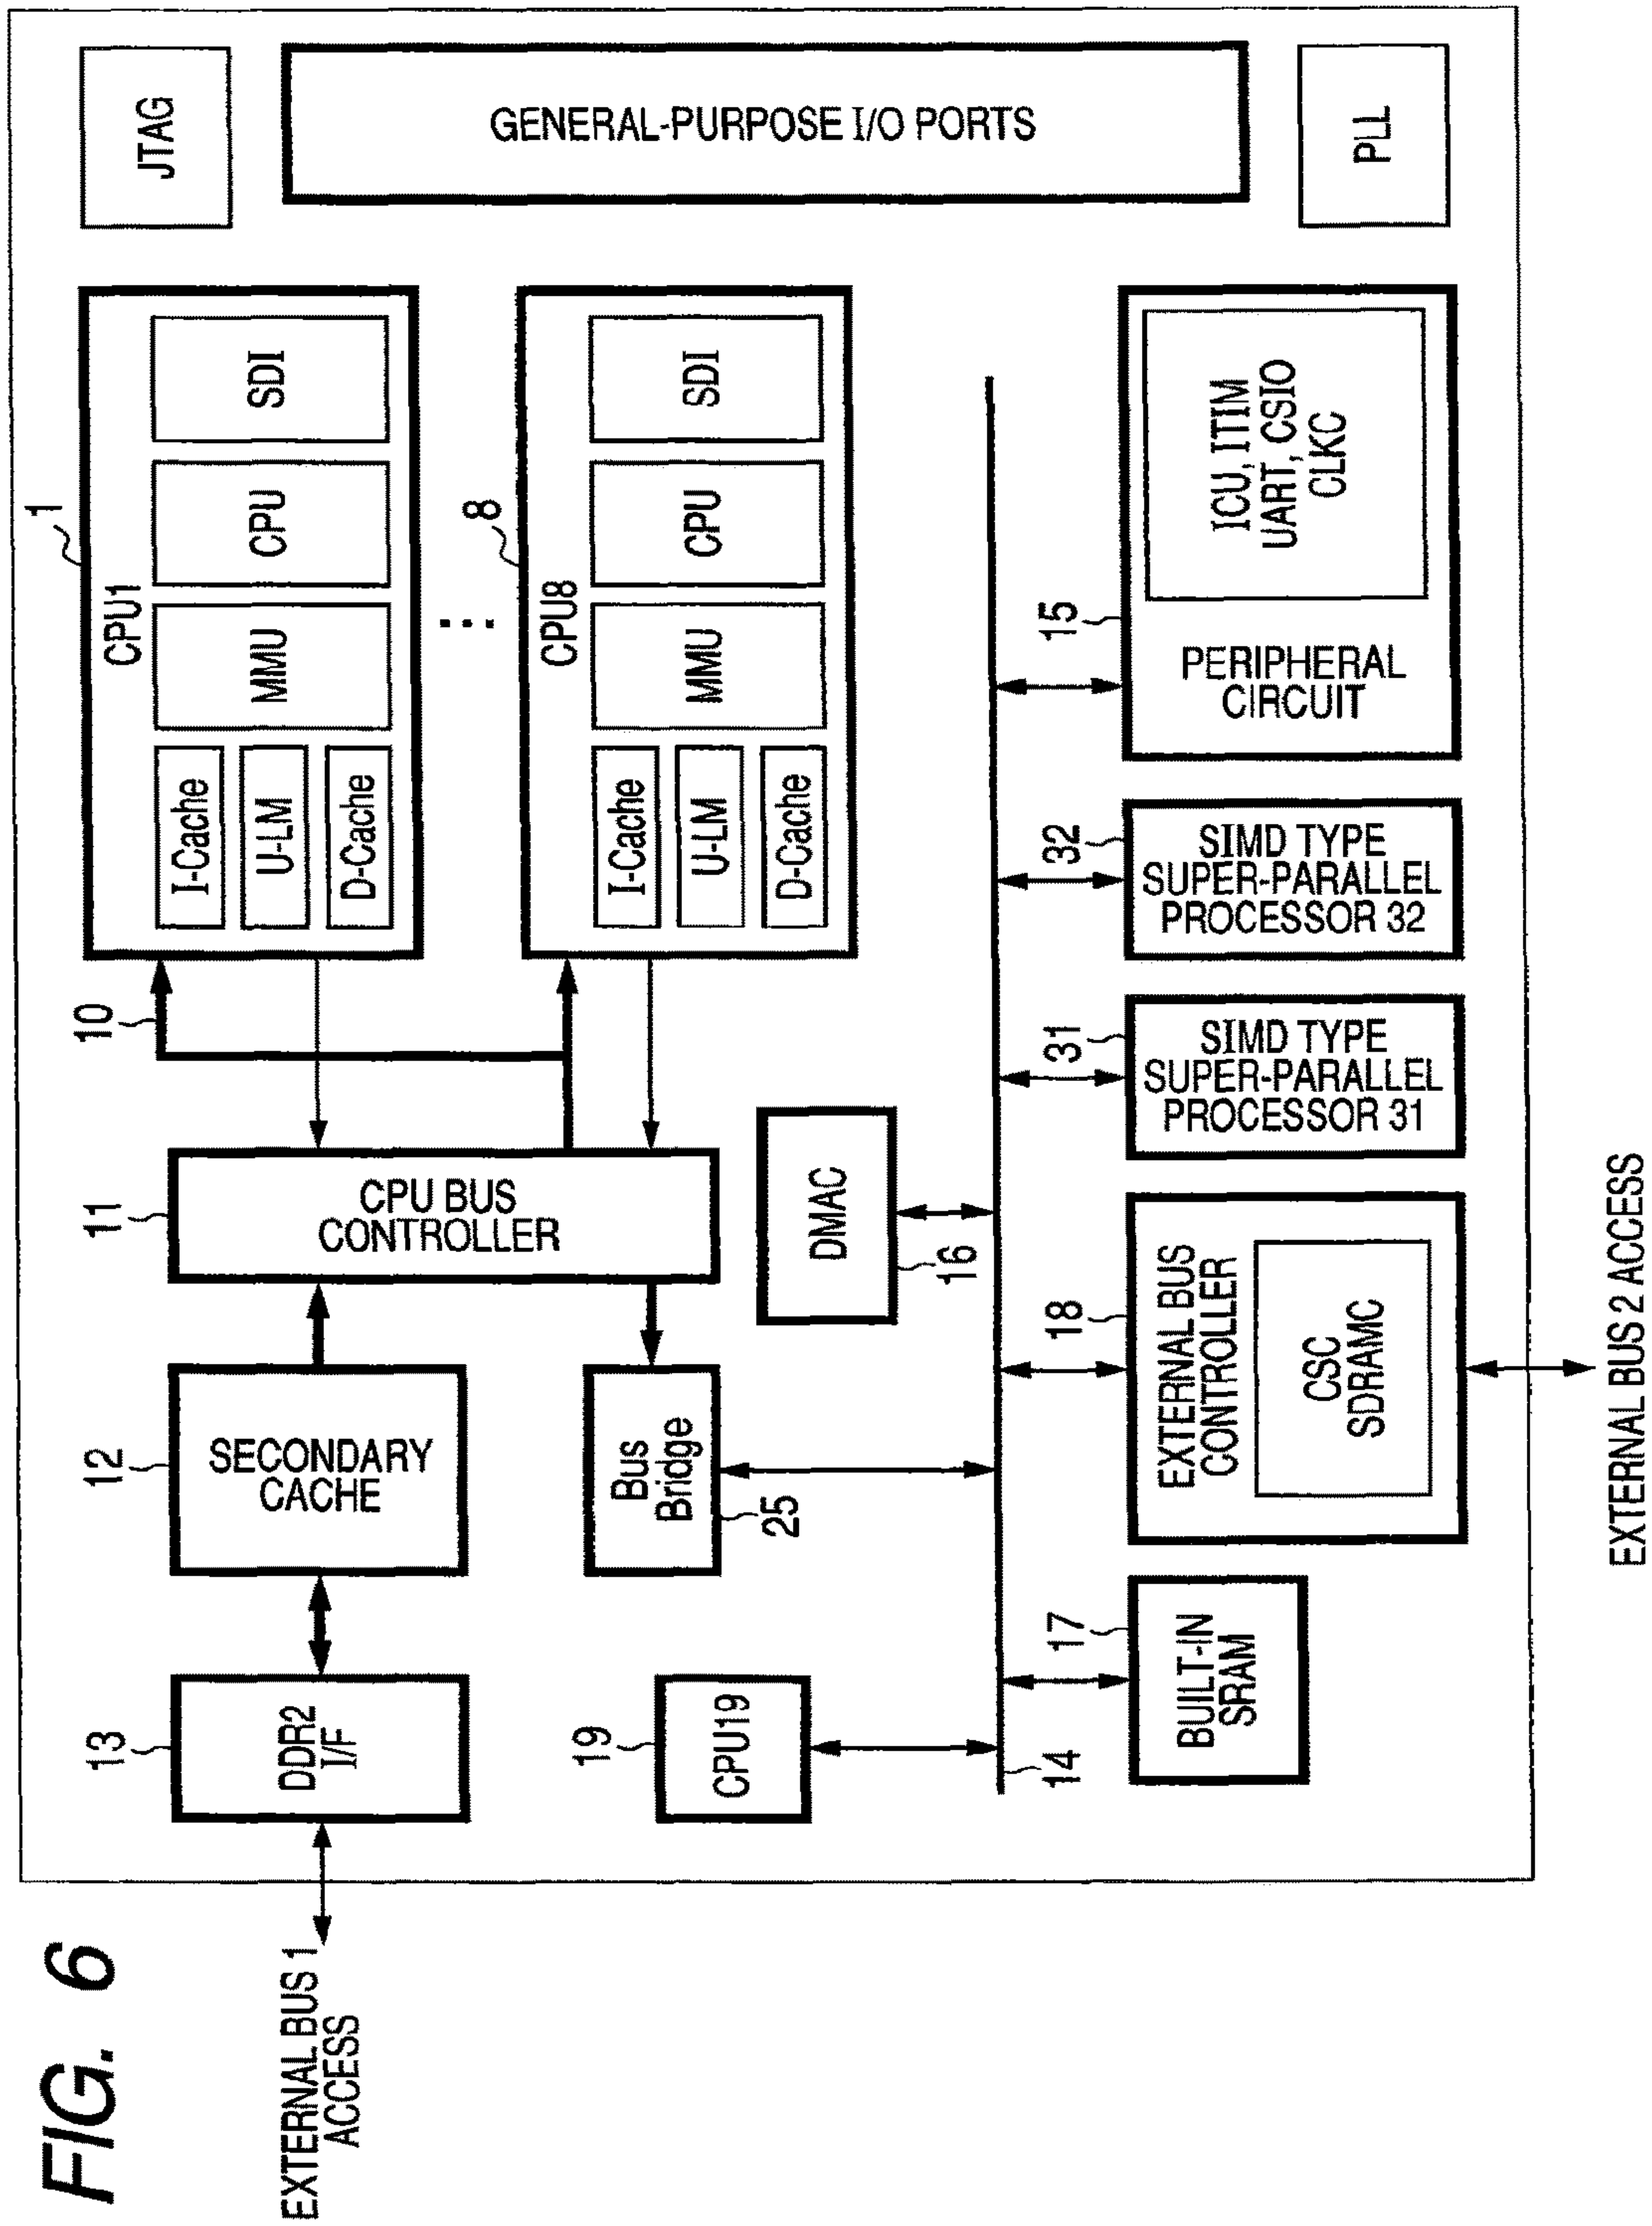 FIG. 6
EXTERNAL BUS 1
ACCESS
13
DDR2
I/F
12
SECONDARY
CACHE
11
CPU BUS
CONTROLLER
10
1
CPU1
I-Cache
U-LM
D-Cache
MMU
CPU
SDI
JTAG
8
CPU8
I-Cache
U-LM
D-Cache
MMU
CPU
SDI
GENERAL-PURPOSE I/O PORTS
Bus
Bridge
25
19
CPU19
DMAC
16
14
17
BUILT-IN
SRAM
18
EXTERNAL BUS
CONTROLLER
CSC
SDRAMC
31
SIMD TYPE
SUPER-PARALLEL
PROCESSOR 31
32
SIMD TYPE
SUPER-PARALLEL
PROCESSOR 32
15
PERIPHERAL
CIRCUIT
ICU, ITIM
UART, CSIO
CLKC
PLL
EXTERNAL BUS 2 ACCESS